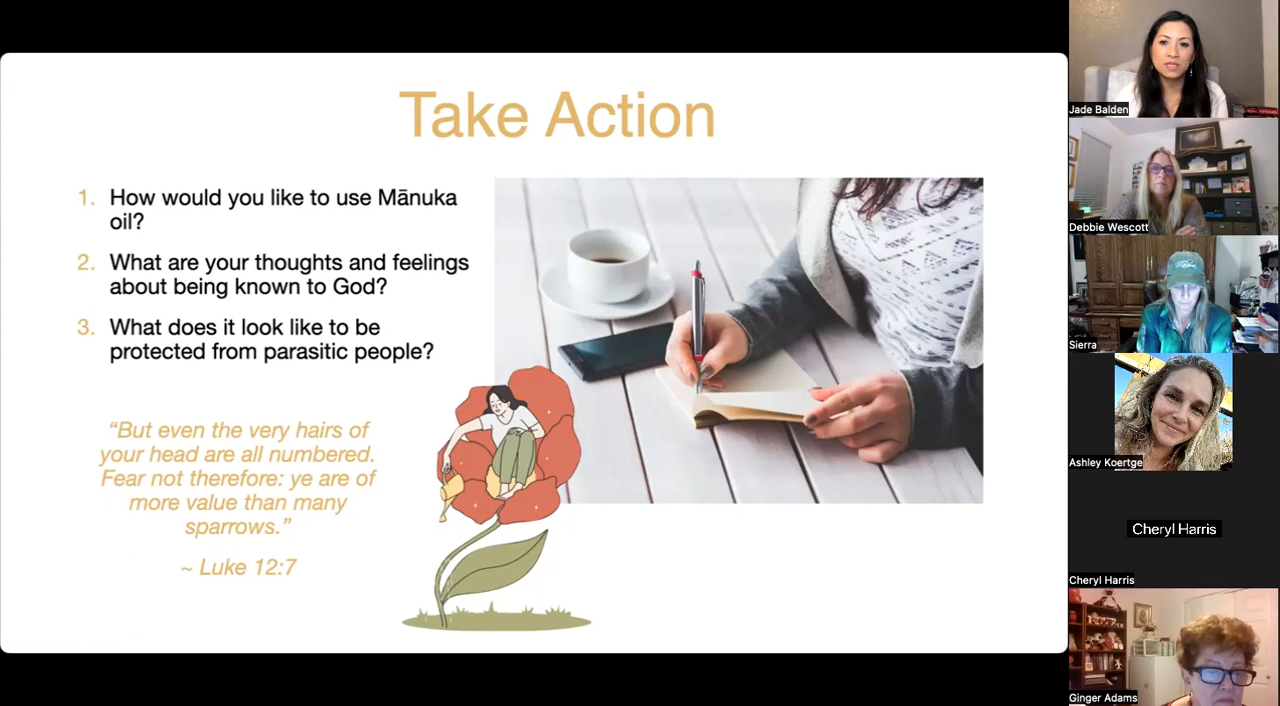 Take Action
1. How would you like to use Mānuka
oil?
2. What are your thoughts and feelings
about being known to God?
3. What does it look like to be
protected from parasitic people?
“But even the very hairs of
your head are all numbered.
Fear not therefore: ye are of
more value than many
sparrows.”
~ Luke 12:7
Jade Balden
Debbie Wescott
Sierra
Ashley Koertge
Cheryl Harris
Cheryl Harris
Ginger Adams